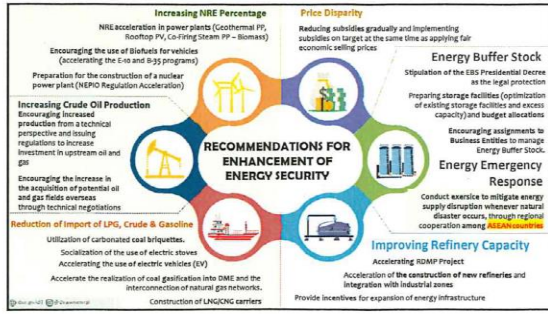 Increasing NRE Percentage
NRE acceleration in power plants (Geothermal PP,
Rooftop PV, Co-Firing Steam PP – Biomass)
Encouraging the use of Biofuels for vehicles
(accelerating the E-10 and B-35 programs)
Preparation for the construction of a nuclear
power plant (NEPIO Regulation Acceleration)
Increasing Crude Oil Production
Encouraging increased
production from a technical
perspective and issuing
regulations to increase
investment in upstream oil and
gas
Encouraging the increase in
the acquisition of potential oil
and gas fields overseas
through technical negotiations
Reduction of Import of LPG, Crude & Gasoline
Utilization of carbonated coal briquettes.
Socialization of the use of electric stoves
Accelerating the use of electric vehicles (EV)
Accelerate the realization of coal gasification into DME and the
interconnection of natural gas networks.
Construction of LNG/CNG carriers
RECOMMENDATIONS FOR
ENHANCEMENT OF
ENERGY SECURITY
Price Disparity
Reducing subsidies gradually and implementing
subsidies on target at the same time as applying fair
economic selling prices
Energy Buffer Stock
Stipulation of the EBS Presidential Decree
as the legal protection
Preparing storage facilities (optimization
of existing storage facilities and excess
capacity) and budget allocations
Encouraging assignments to
Business Entities to manage
Energy Buffer Stock.
Energy Emergency
Response
Conduct exersice to mitigate energy
supply disruption whenever natural
disaster occurs, through regional
cooperation among ASEAN countries
Improving Refinery Capacity
Accelerating RDMP Project
Acceleration of the construction of new refineries and
integration with industrial zones
Provide incentives for expansion of energy infrastructure